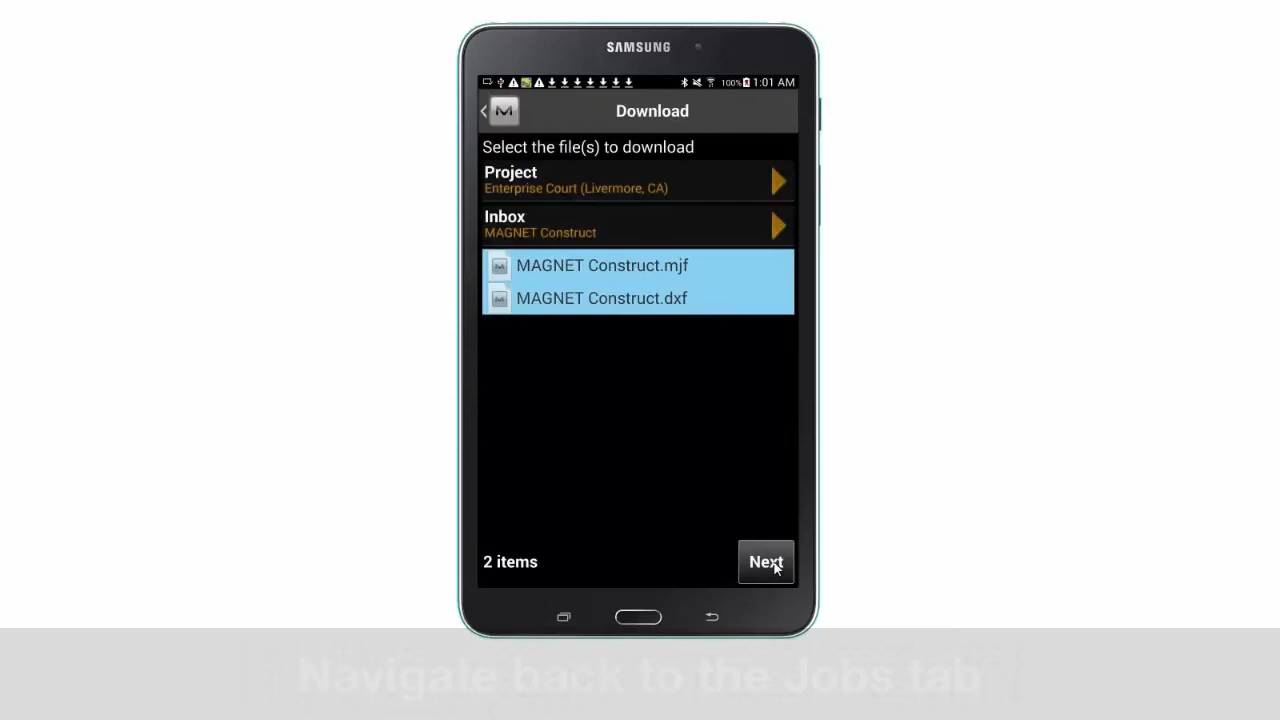 SAMSUNG
100% 1:01 AM
Download
Select the file(s) to download
Project
Enterprise Court (Livermore, CA)
Inbox
MAGNET Construct
MAGNET Construct.mjf
MAGNET Construct.dxf
2 items
Next
Navigate back to the Jobs tab